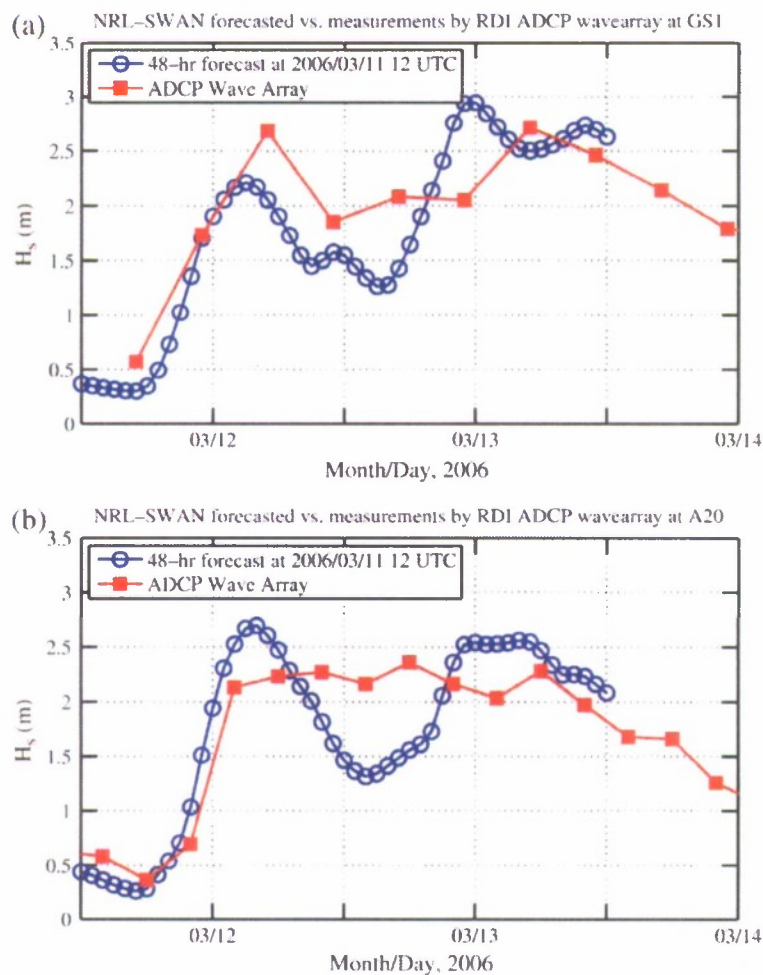 (a) NRL-SWAN forecasted vs. measurements by RDI ADCP wavearray at GS1
3.5
3
2.5
2
1.5
1
0.5
0
H_s (m)
48-hr forecast at 2006/03/11 12 UTC
ADCP Wave Array
03/12
03/13
03/14
Month/Day, 2006
(b) NRL-SWAN forecasted vs. measurements by RDI ADCP wavearray at A20
3.5
3
2.5
2
1.5
1
0.5
0
H_s (m)
48-hr forecast at 2006/03/11 12 UTC
ADCP Wave Array
03/12
03/13
03/14
Month/Day, 2006